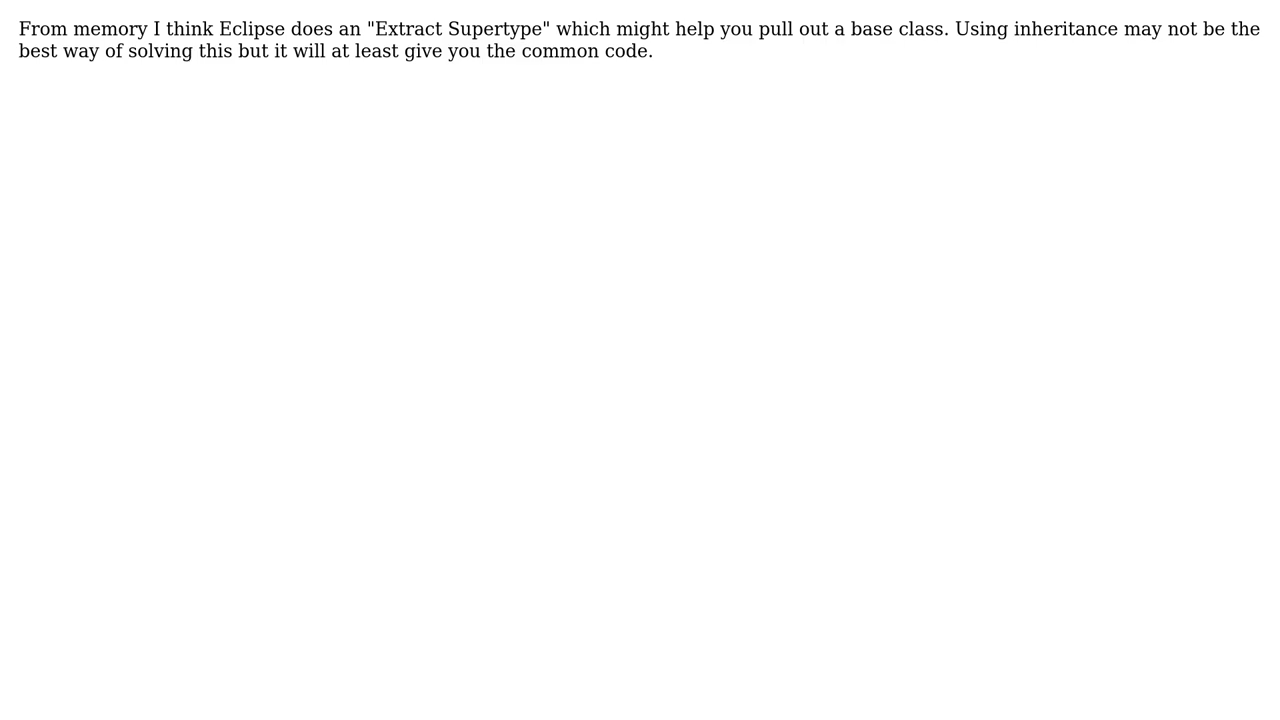 From memory I think Eclipse does an "Extract Supertype" which might help you pull out a base class. Using inheritance may not be the
best way of solving this but it will at least give you the common code.